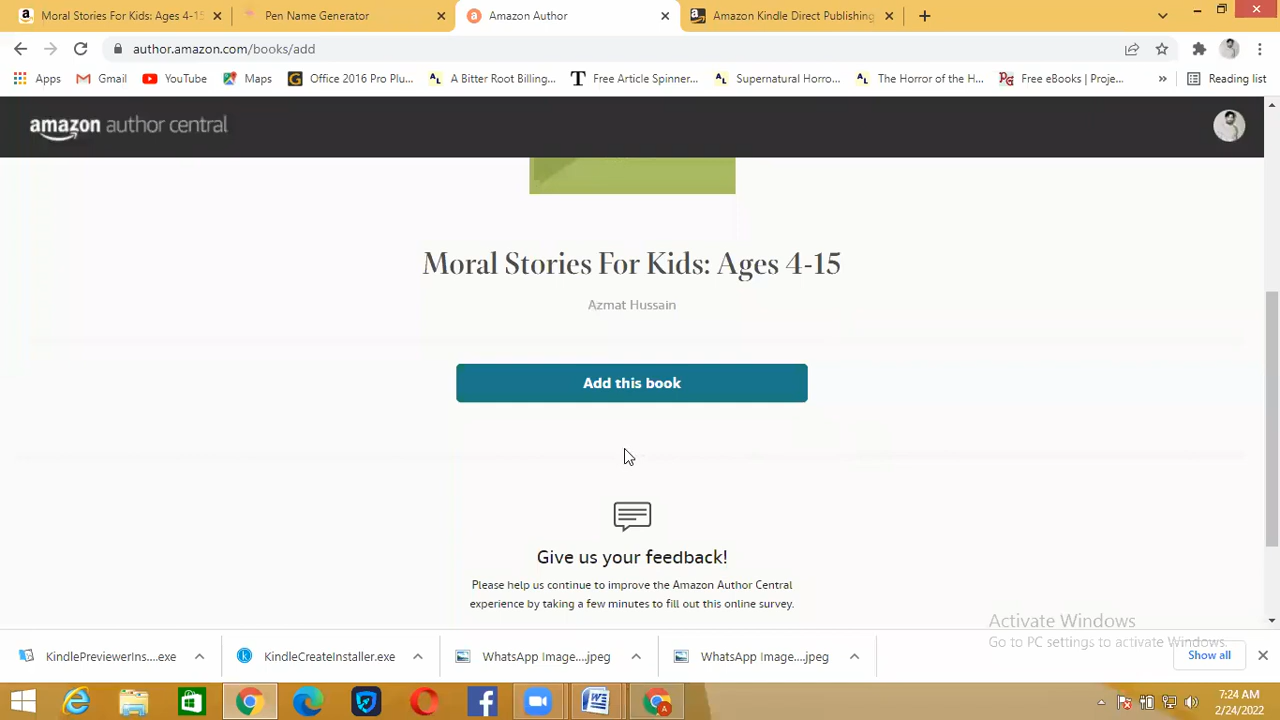 Moral Stories For Kids: Ages 4-15
Pen Name Generator
Amazon Author
Amazon Kindle Direct Publishing
author.amazon.com/books/add
Apps
Gmail
YouTube
Maps
Office 2016 Pro Plu...
A Bitter Root Billing...
Free Article Spinner...
Supernatural Horro...
The Horror of the H...
Free eBooks | Proje...
Reading list
amazon author central
Moral Stories For Kids: Ages 4-15
Azmat Hussain
Add this book
Give us your feedback!
Please help us continue to improve the Amazon Author Central
experience by taking a few minutes to fill out this online survey.
Activate Windows
Go to PC settings to activate Windows.
KindlePreviewerIns....exe
KindleCreateInstaller.exe
WhatsApp Image....jpeg
WhatsApp Image....jpeg
Show all
7:24 AM
2/24/2022